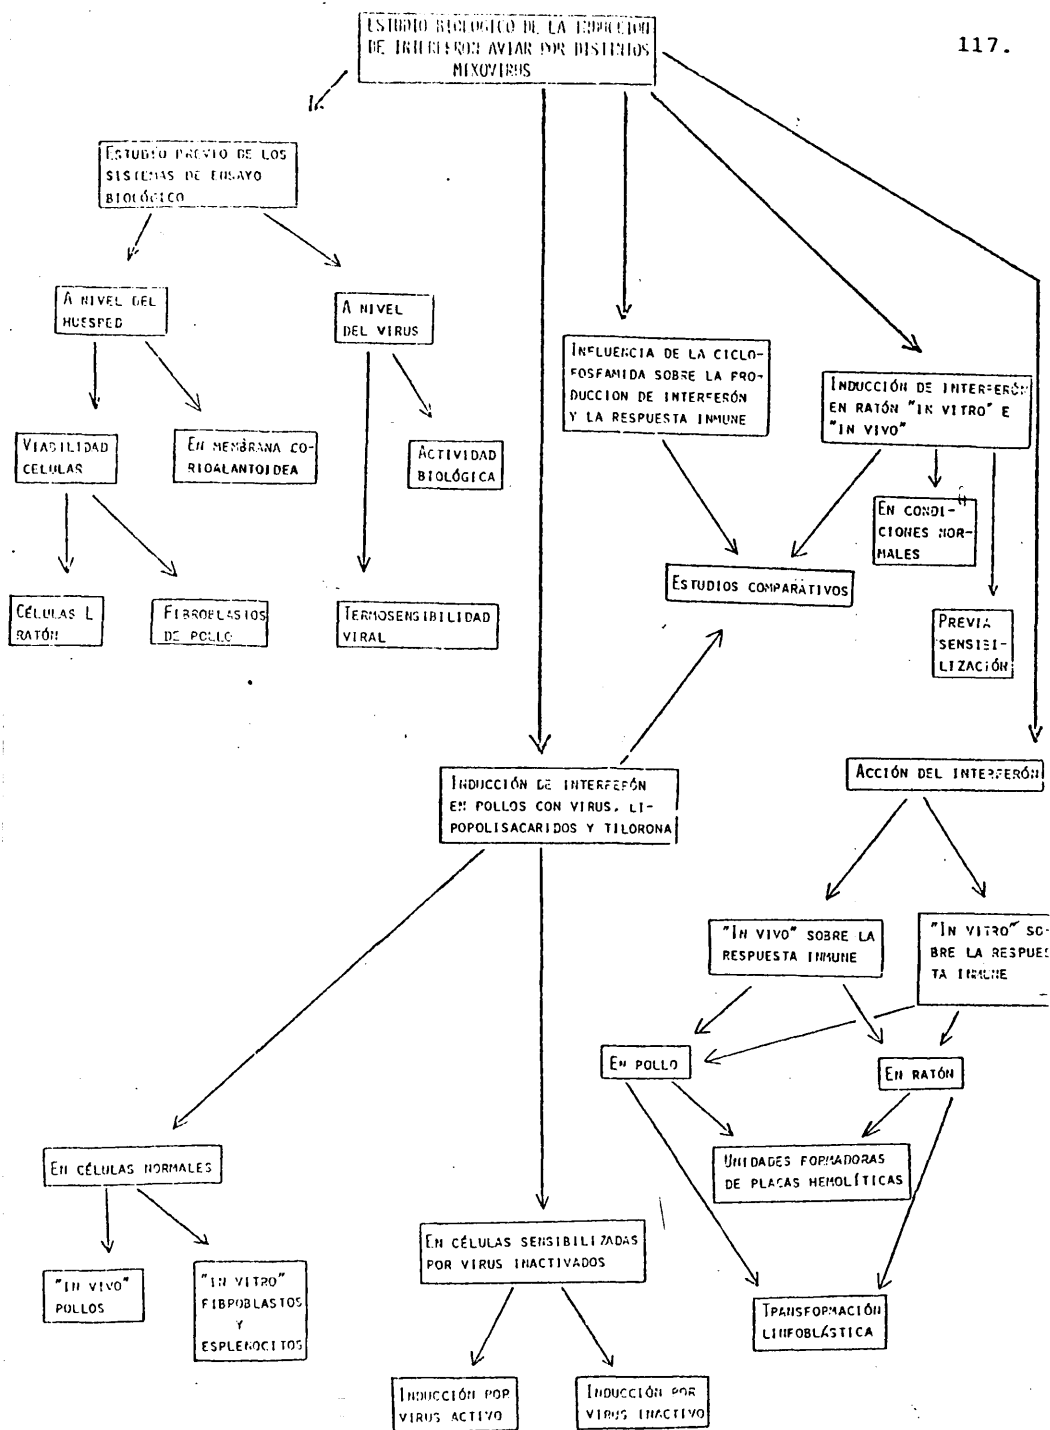 117.
ESTUDIO BIOLOGICO DE LA INDUCCION
DE INTERFERON AVIAR POR DISTINTOS
MIXOVIRUS
ESTUDIO PREVIO DE LOS
SISTEMAS DE ENSAYO
BIOLÓGICO
A NIVEL DEL
HUESPED
A NIVEL
DEL VIRUS
INFLUENCIA DE LA CICLO-
FOSFAMIDA SOBRE LA PRO-
DUCCION DE INTERFERÓN
Y LA RESPUESTA INMUNE
INDUCCIÓN DE INTERFERÓN
EN RATÓN "IN VITRO" E
"IN VIVO"
VIABILIDAD
CELULAS
EN MEMBRANA CO-
RIOALANTOIDEA
ACTIVIDAD
BIOLÓGICA
EN CONDI-
CIONES NOR-
MALES
ESTUDIOS COMPARATIVOS
CÉLULAS L
RATÓN
FIBROBLASTOS
DE POLLO
TERMOSENSIBILIDAD
VIRAL
PREVIA
SENSIBI-
LIZACIÓN
INDUCCIÓN DE INTERFERÓN
EN POLLOS CON VIRUS, LI-
POPOLISACARIDOS Y TILORONA
ACCIÓN DEL INTERFERÓN
"IN VIVO" SOBRE LA
RESPUESTA INMUNE
"IN VITRO" SO-
BRE LA RESPUES
TA INMUNE
EN POLLO
EN RATÓN
EN CÉLULAS NORMALES
UNIDADES FORMADORAS
DE PLACAS HEMOLÍTICAS
EN CÉLULAS SENSIBILIZADAS
POR VIRUS INACTIVADOS
"IN VIVO"
POLLOS
"IN VITRO"
FIBROBLASTOS
Y
ESPLENOCITOS
TRANSFORMACIÓN
LINFOBLÁSTICA
INDUCCIÓN POR
VIRUS ACTIVO
INDUCCIÓN POR
VIRUS INACTIVO